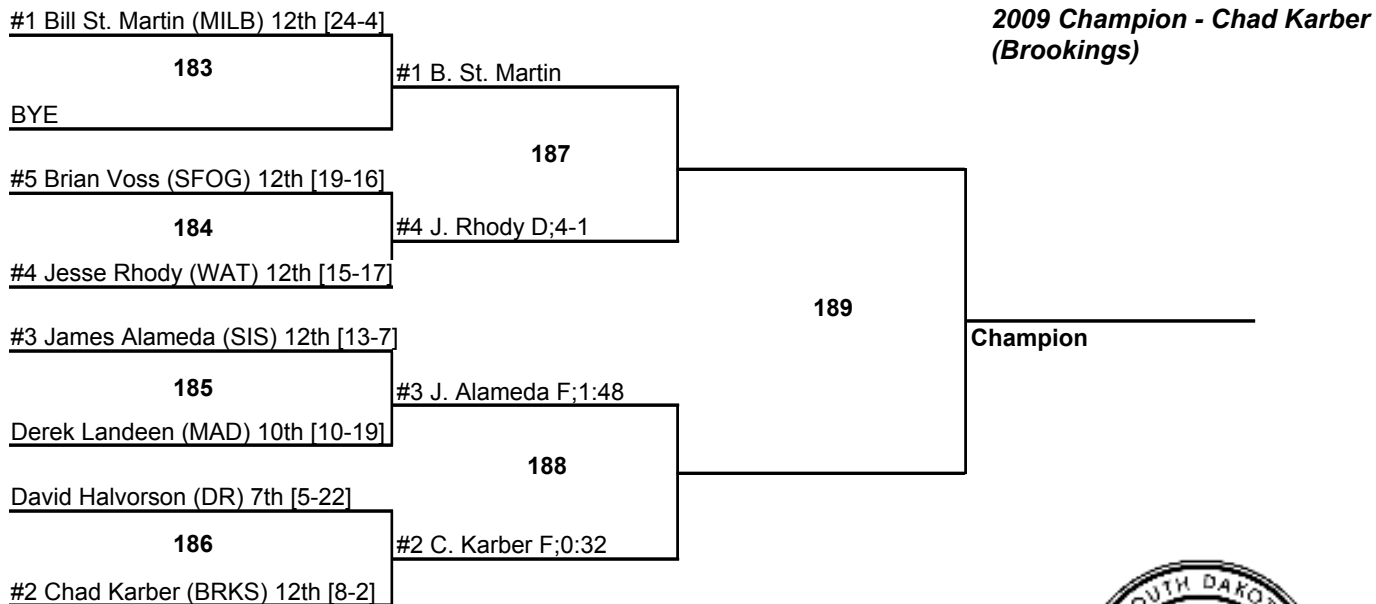 #1 Bill St. Martin (MILB) 12th [24-4]
2009 Champion - Chad Karber
(Brookings)
183
#1 B. St. Martin
BYE
187
#5 Brian Voss (SFOG) 12th [19-16]
184
#4 J. Rhody D;4-1
#4 Jesse Rhody (WAT) 12th [15-17]
189
#3 James Alameda (SIS) 12th [13-7]
Champion
185
#3 J. Alameda F;1:48
Derek Landeen (MAD) 10th [10-19]
188
David Halvorson (DR) 7th [5-22]
186
#2 C. Karber F;0:32
#2 Chad Karber (BRKS) 12th [8-2]